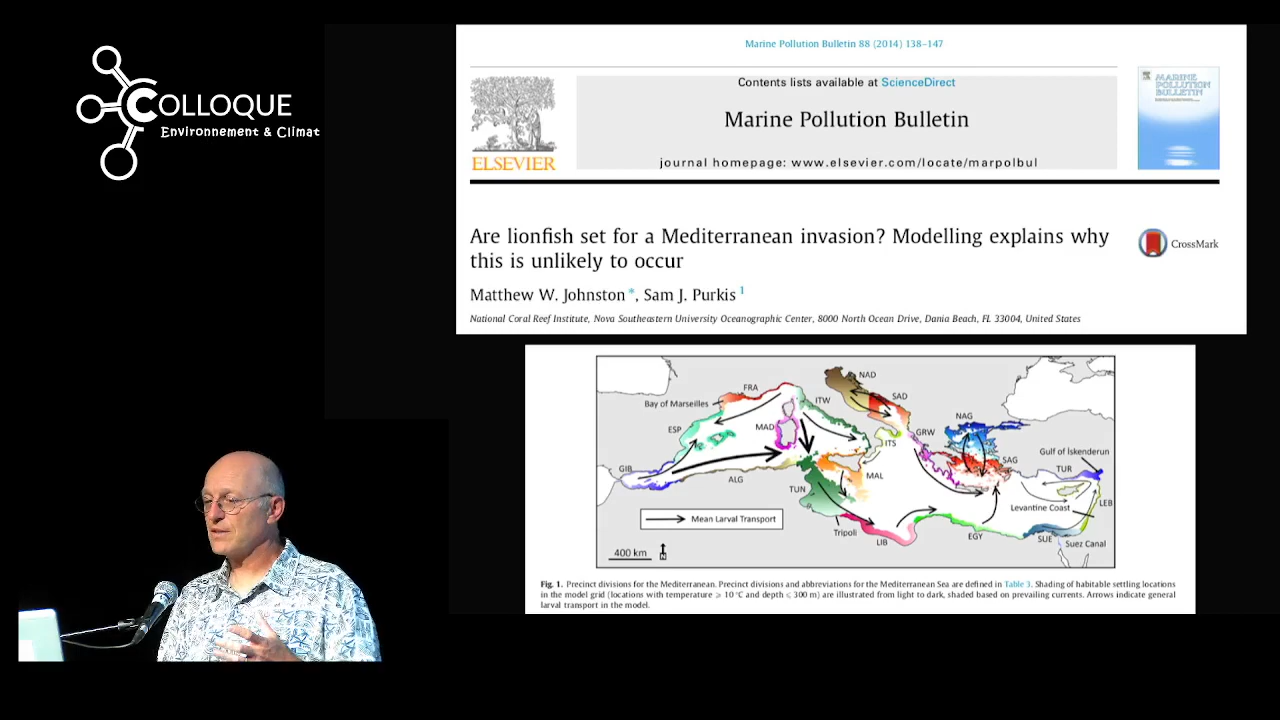 COLLOQUE
Environnement & Climat
Marine Pollution Bulletin 88 (2014) 138–147
Contents lists available at ScienceDirect
Marine Pollution Bulletin
journal homepage: www.elsevier.com/locate/marpolbul
ELSEVIER
MARINE
POLLUTION
BULLETIN
Are lionfish set for a Mediterranean invasion? Modelling explains why
this is unlikely to occur
CrossMark
Matthew W. Johnston *, Sam J. Purkis 1
National Coral Reef Institute, Nova Southeastern University Oceanographic Center, 8000 North Ocean Drive, Dania Beach, FL 33004, United States
NAD
FRA
SAD
Bay of Marseilles
ITW
NAG
ESP
MAD
GRW
ITS
Gulf of İskenderun
SAG
GIB
TUR
ALG
MAL
TUN
LEB
Levantine Coast
Mean Larval Transport
Tripoli
LIB
EGY
SUE
Suez Canal
400 km
N
Fig. 1. Precinct divisions for the Mediterranean. Precinct divisions and abbreviations for the Mediterranean Sea are defined in Table 3. Shading of habitable settling locations
in the model grid (locations with temperature ⩾ 10 °C and depth ⩽ 300 m) are illustrated from light to dark, shaded based on prevailing currents. Arrows indicate general
larval transport in the model.